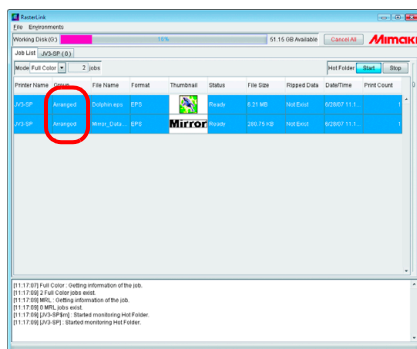 RasterLink
File Environments
Working Disk(G:) 15% 51.15 GB Available Cancel All Mimaki
Job List JV3-SP ( 0 )
Mode Full Color 2 jobs Hot Folder Start Stop
Printer Name File Name Format Thumbnail Status File Size Ripped Data Date/Time Print Count
JV3-SP Arranged Dolphin.eps EPS Ready 6.21 MB Not Exist 6/28/07 11.1... 1
JV3-SP Arranged Mirror_Data... EPS Mirror Ready 280.75 KB Not Exist 6/28/07 11.1... 1
[11:17:07] Full Color : Getting information of the job.
[11:17:09] 2 Full Color jobs exist.
[11:17:09] MRL : Getting information of the job.
[11:17:09] 0 MRL jobs exist.
[11:17:09] [JV3-SP$m] : Started monitoring Hot Folder.
[11:17:09] [JV3-SP] : Started monitoring Hot Folder.